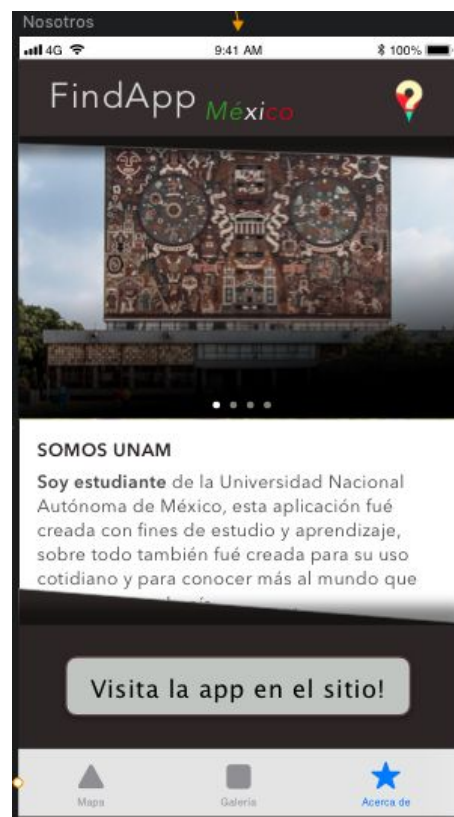 Nosotros
4G 9:41 AM 100%
FindApp México
SOMOS UNAM
Soy estudiante de la Universidad Nacional
Autónoma de México, esta aplicación fué
creada con fines de estudio y aprendizaje,
sobre todo también fué creada para su uso
cotidiano y para conocer más al mundo que
Visita la app en el sitio!
Mapa Galería Acerca de